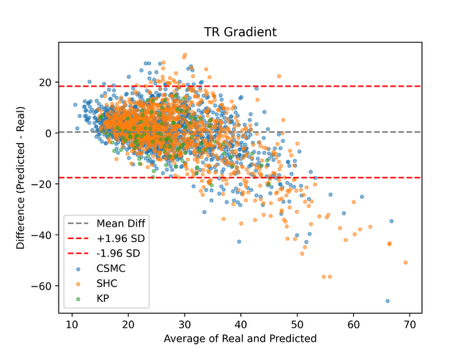 TR Gradient
Difference (Predicted - Real)
20
0
−20
−40
−60
Mean Diff
+1.96 SD
-1.96 SD
CSMC
SHC
KP
10 20 30 40 50 60 70
Average of Real and Predicted